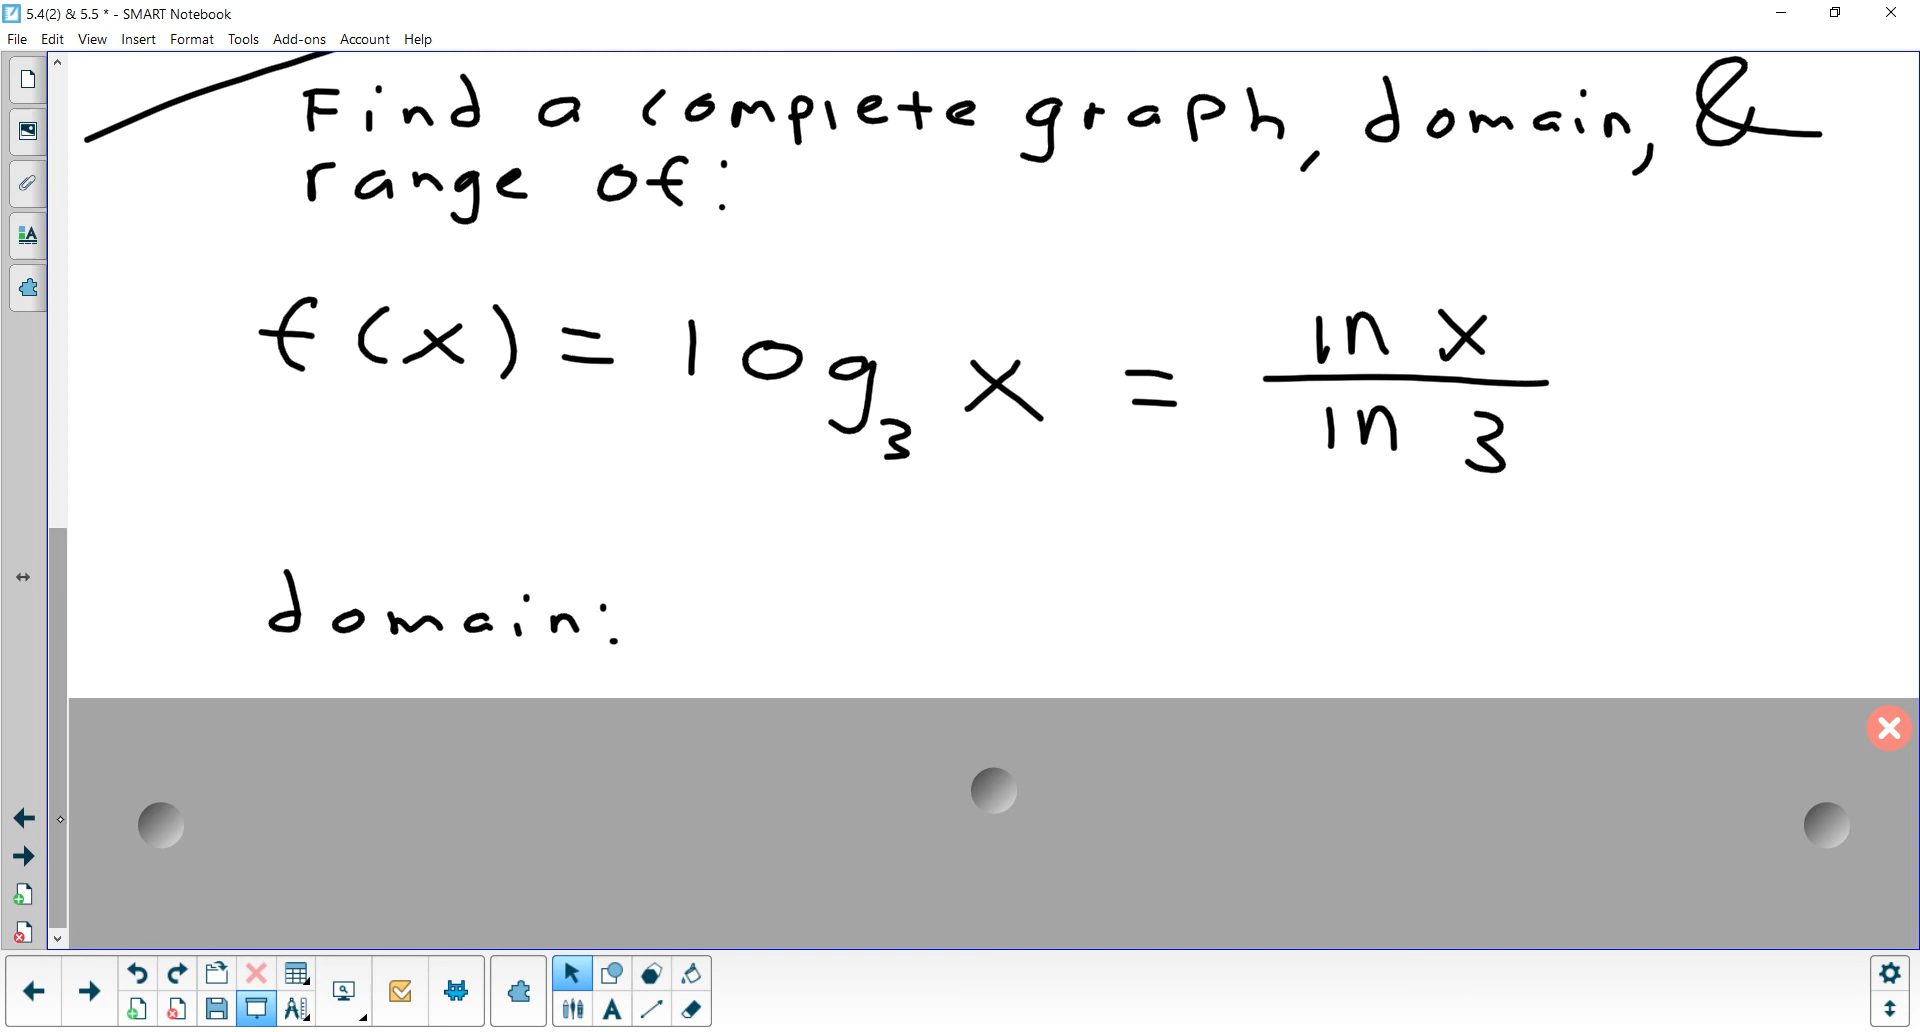 5.4(2) & 5.5 * - SMART Notebook
File Edit View Insert Format Tools Add-ons Account Help
Find a complete graph, domain, &
range of:
f(x) = log₃ x = ln x / ln 3
domain: